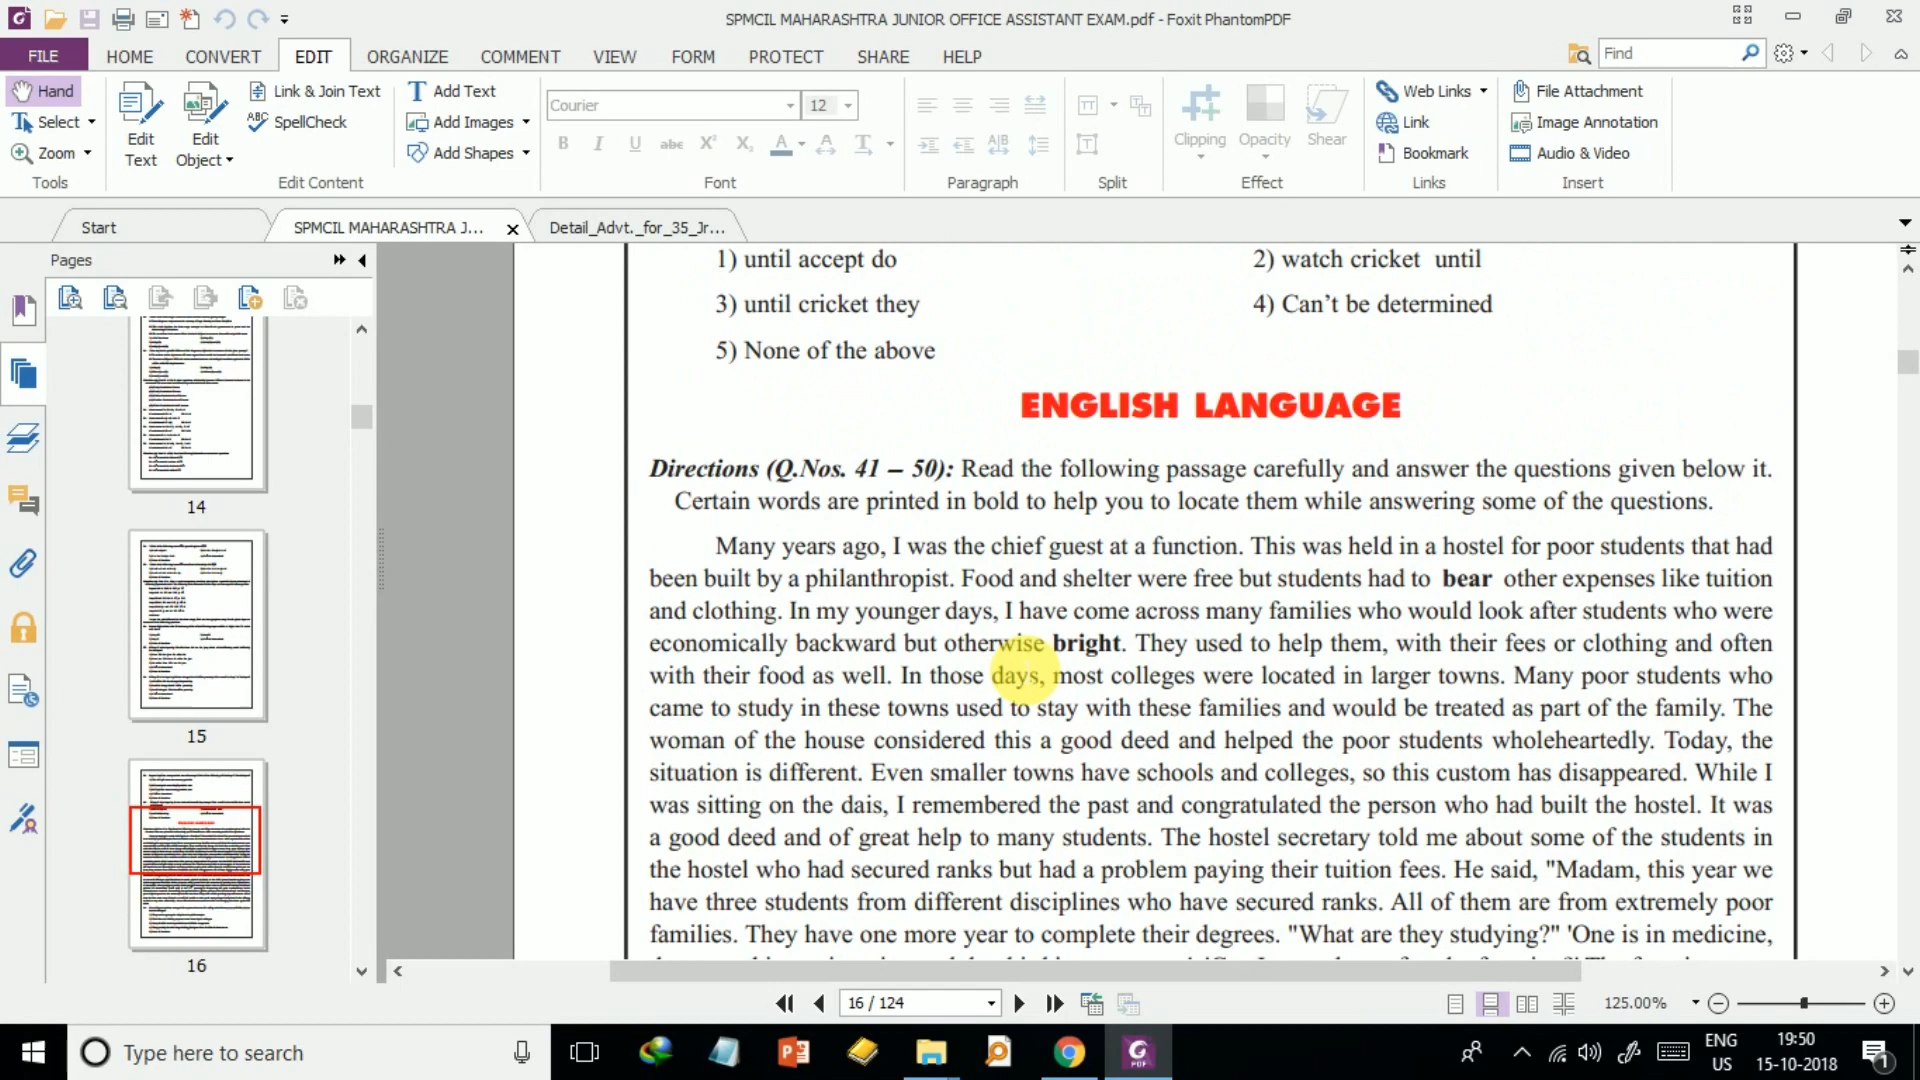 SPMCIL MAHARASHTRA JUNIOR OFFICE ASSISTANT EXAM.pdf - Foxit PhantomPDF
FILE HOME CONVERT EDIT ORGANIZE COMMENT VIEW FORM PROTECT SHARE HELP Find
Hand Link & Join Text Add Text Courier 12 Web Links File Attachment
Select Edit Text Edit Object SpellCheck Add Images Clipping Opacity Shear Link Image Annotation
Zoom Add Shapes Bookmark Audio & Video
Tools Edit Content Font Paragraph Split Effect Links Insert
Start SPMCIL MAHARASHTRA J... Detail_Advt._for_35_Jr...
Pages
14
15
16
1) until accept do 2) watch cricket until
3) until cricket they 4) Can't be determined
5) None of the above
ENGLISH LANGUAGE
Directions (Q.Nos. 41 – 50): Read the following passage carefully and answer the questions given below it.
Certain words are printed in bold to help you to locate them while answering some of the questions.
Many years ago, I was the chief guest at a function. This was held in a hostel for poor students that had
been built by a philanthropist. Food and shelter were free but students had to bear other expenses like tuition
and clothing. In my younger days, I have come across many families who would look after students who were
economically backward but otherwise bright. They used to help them, with their fees or clothing and often
with their food as well. In those days, most colleges were located in larger towns. Many poor students who
came to study in these towns used to stay with these families and would be treated as part of the family. The
woman of the house considered this a good deed and helped the poor students wholeheartedly. Today, the
situation is different. Even smaller towns have schools and colleges, so this custom has disappeared. While I
was sitting on the dais, I remembered the past and congratulated the person who had built the hostel. It was
a good deed and of great help to many students. The hostel secretary told me about some of the students in
the hostel who had secured ranks but had a problem paying their tuition fees. He said, "Madam, this year we
have three students from different disciplines who have secured ranks. All of them are from extremely poor
families. They have one more year to complete their degrees. "What are they studying?" 'One is in medicine,
16 / 124 125.00%
Type here to search ENG US 19:50 15-10-2018 1